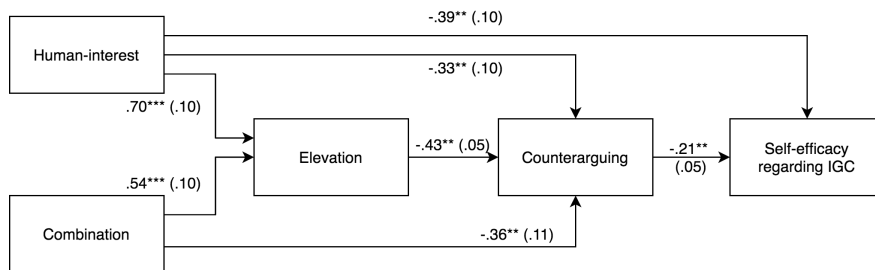 -.39** (.10)
Human-interest
-.33** (.10)
.70*** (.10)
Elevation
-.43** (.05)
Counterarguing
-.21**
(.05)
Self-efficacy
regarding IGC
.54*** (.10)
Combination
-.36** (.11)